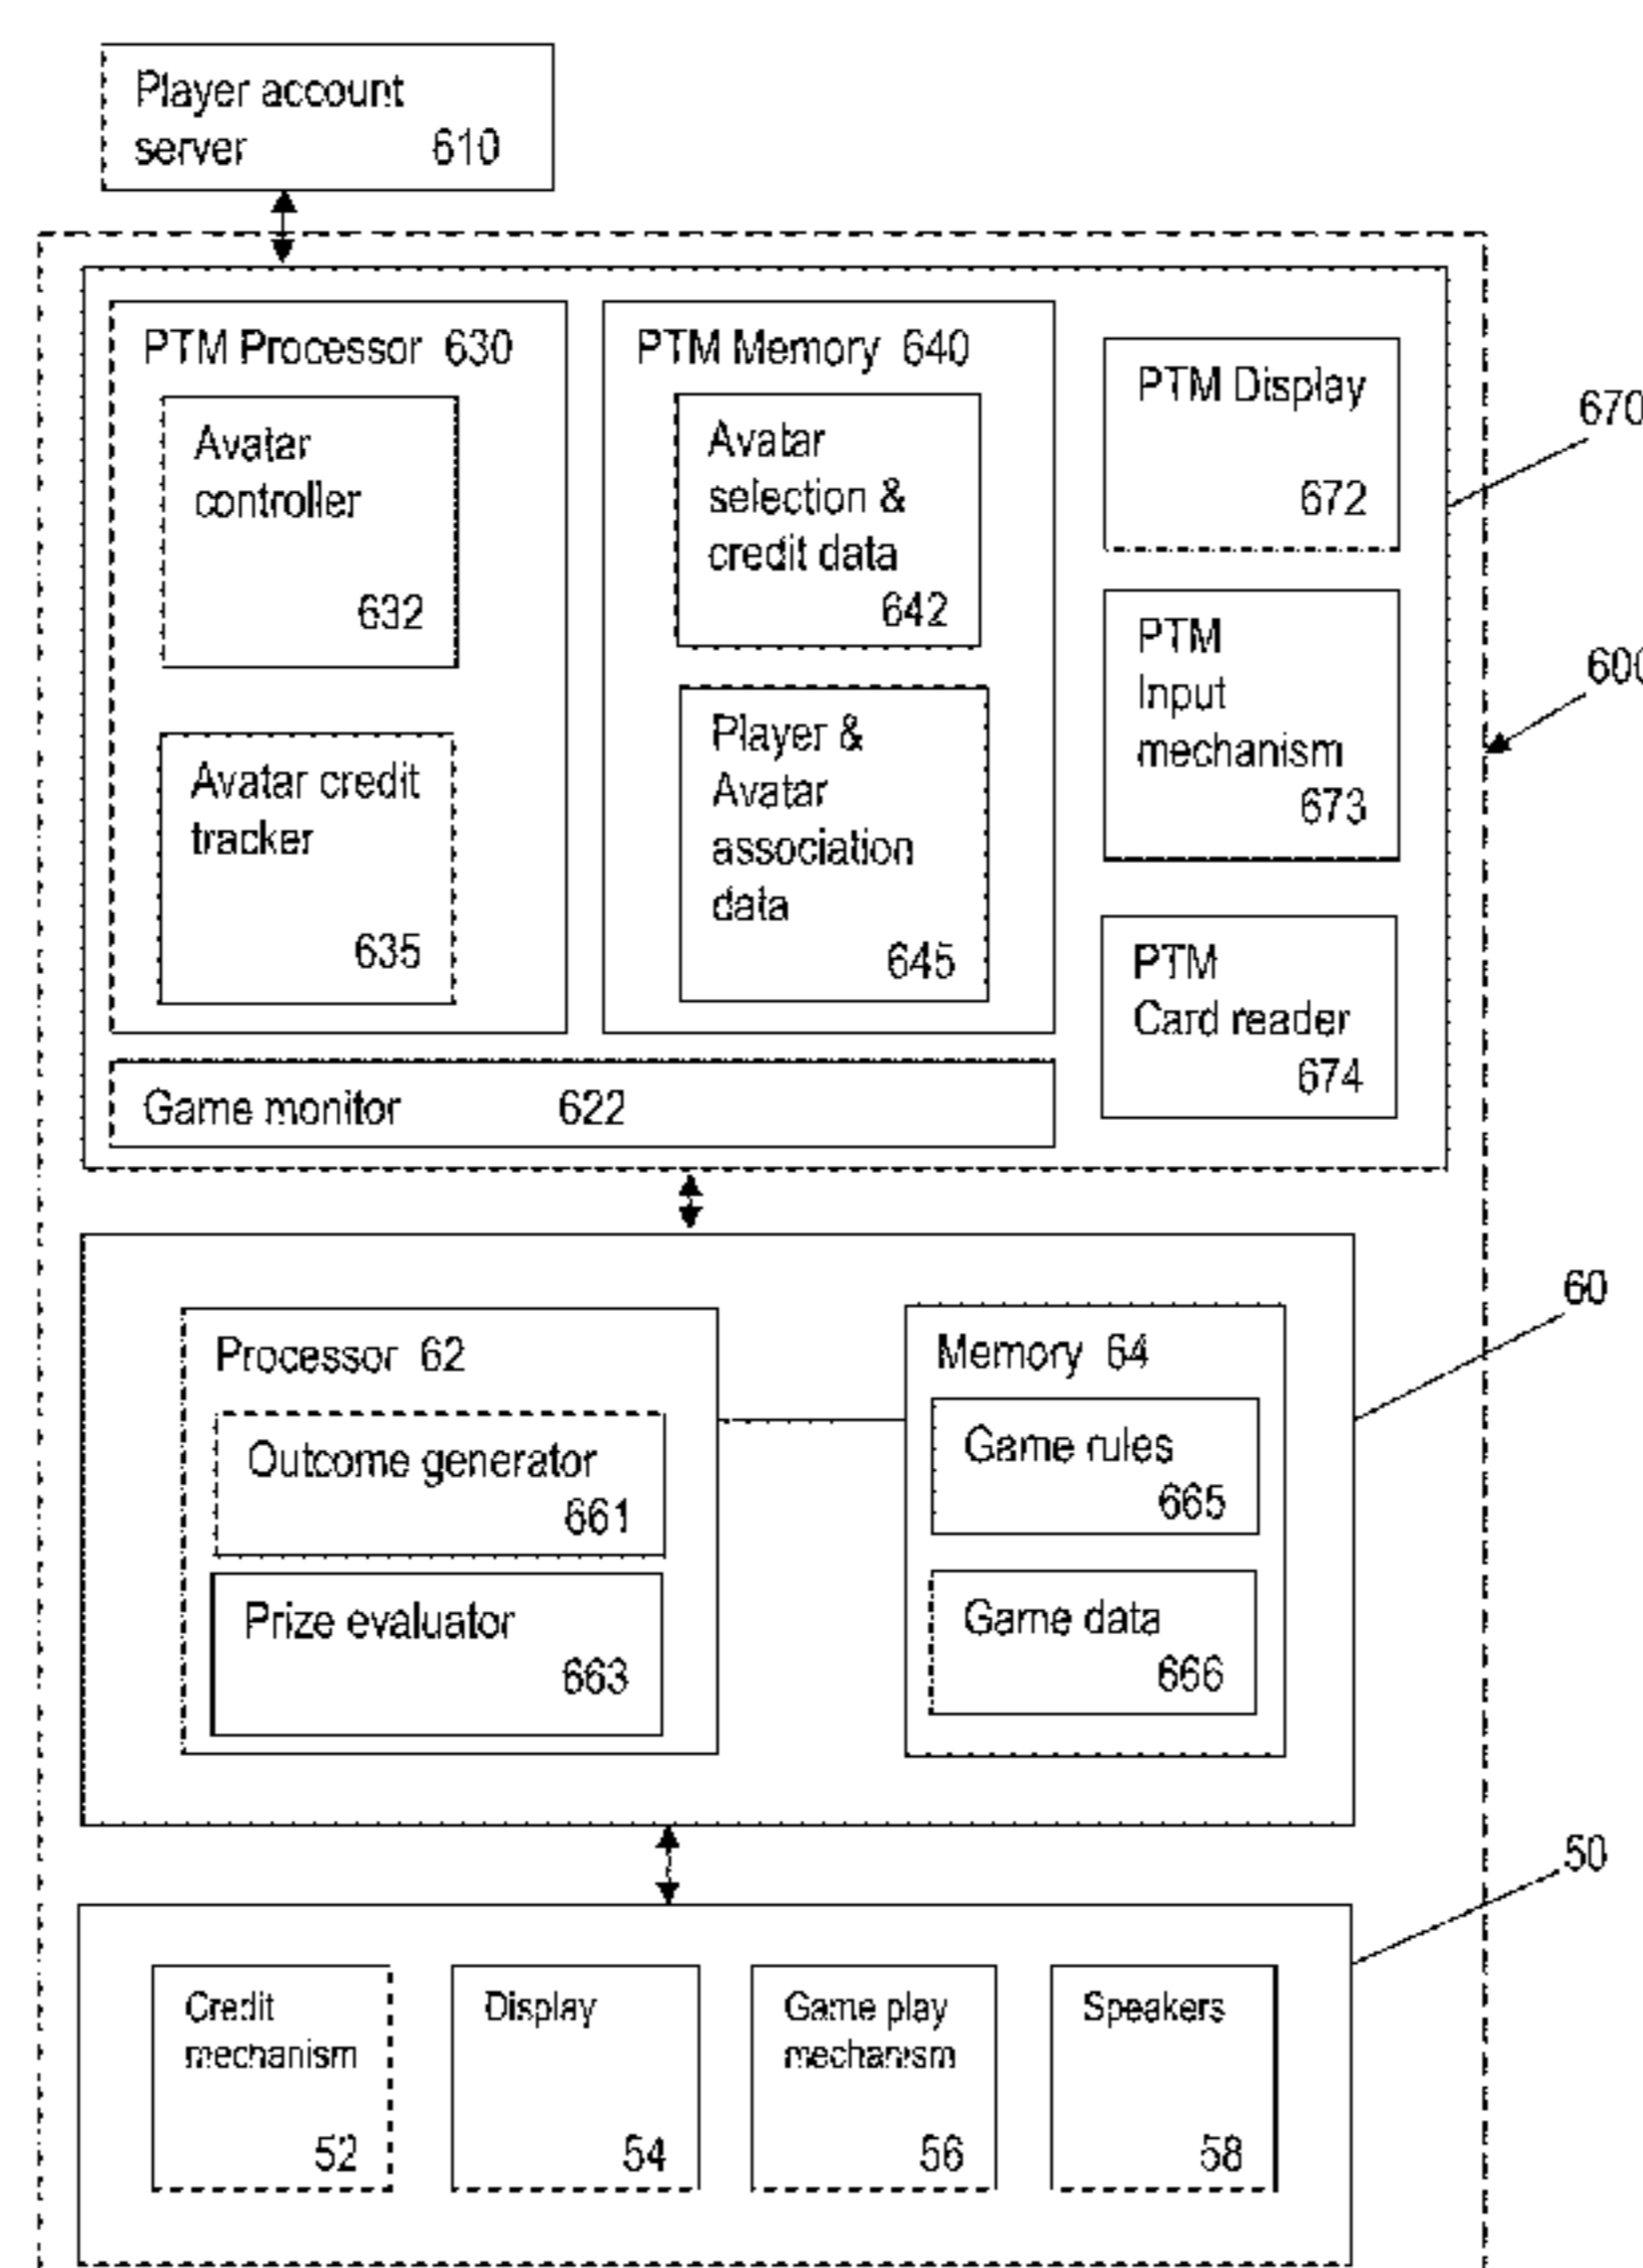 Player account
server 610
PTM Processor 630
Avatar
controller
632
Avatar credit
tracker
635
PTM Memory 640
Avatar
selection &
credit data
642
Player &
Avatar
association
data
645
PTM Display
672
PTM
Input
mechanism
673
PTM
Card reader
674
Game monitor 622
670
600
Processor 62
Outcome generator
661
Prize evaluator
663
Memory 64
Game rules
665
Game data
666
60
50
Credit
mechanism
52
Display
54
Game play
mechanism
56
Speakers
58